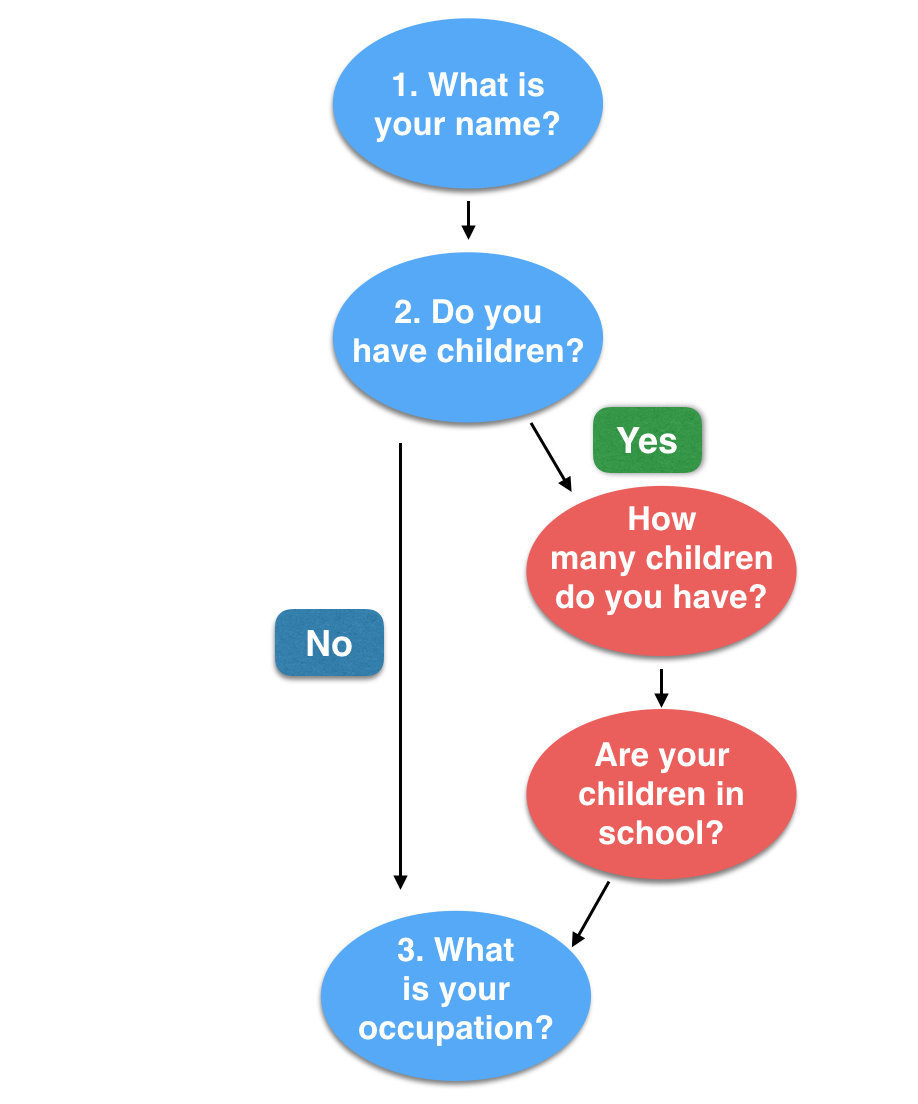 1. What is
your name?
2. Do you
have children?
Yes
How
many children
do you have?
No
Are your
children in
school?
3. What
is your
occupation?